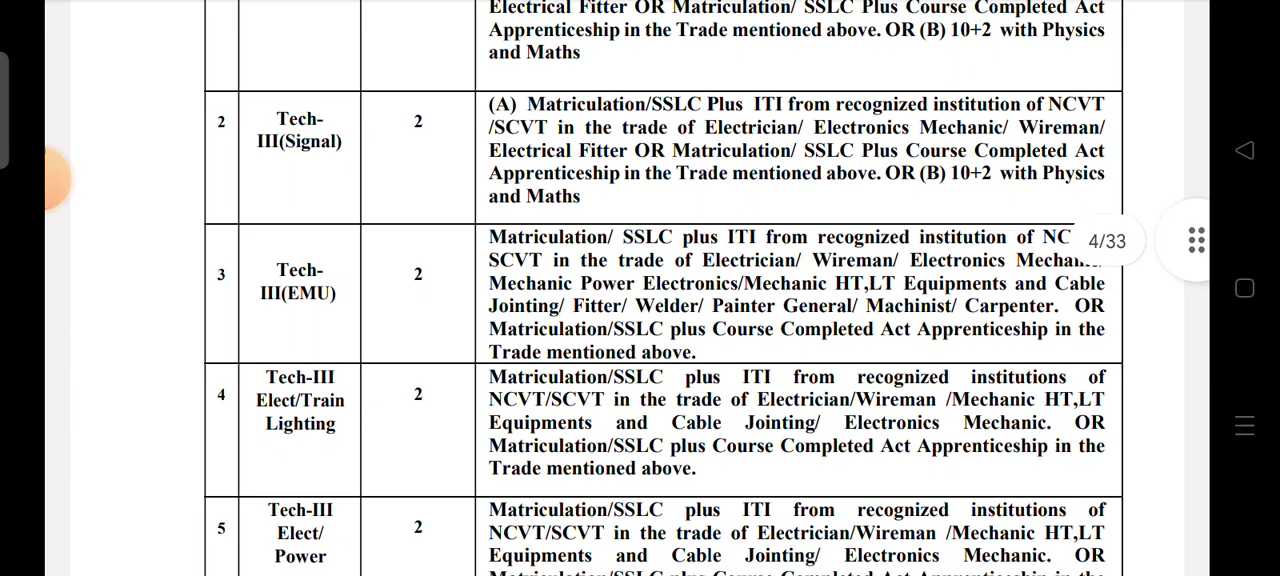 Electrical Fitter OR Matriculation/ SSLC Plus Course Completed Act
Apprenticeship in the Trade mentioned above. OR (B) 10+2 with Physics
and Maths
2
Tech-
III(Signal)
2
(A) Matriculation/SSLC Plus ITI from recognized institution of NCVT
/SCVT in the trade of Electrician/ Electronics Mechanic/ Wireman/
Electrical Fitter OR Matriculation/ SSLC Plus Course Completed Act
Apprenticeship in the Trade mentioned above. OR (B) 10+2 with Physics
and Maths
3
Tech-
III(EMU)
2
Matriculation/ SSLC plus ITI from recognized institution of
SCVT in the trade of Electrician/ Wireman/ Electronics
Mechanic Power Electronics/Mechanic HT,LT Equipments and Cable
Jointing/ Fitter/ Welder/ Painter General/ Machinist/ Carpenter. OR
Matriculation/SSLC plus Course Completed Act Apprenticeship in the
Trade mentioned above.
4/33
4
Tech-III
Elect/Train
Lighting
2
Matriculation/SSLC plus ITI from recognized institutions of
NCVT/SCVT in the trade of Electrician/Wireman /Mechanic HT,LT
Equipments and Cable Jointing/ Electronics Mechanic. OR
Matriculation/SSLC plus Course Completed Act Apprenticeship in the
Trade mentioned above.
5
Tech-III
Elect/
Power
2
Matriculation/SSLC plus ITI from recognized institutions of
NCVT/SCVT in the trade of Electrician/Wireman /Mechanic HT,LT
Equipments and Cable Jointing/ Electronics Mechanic. OR